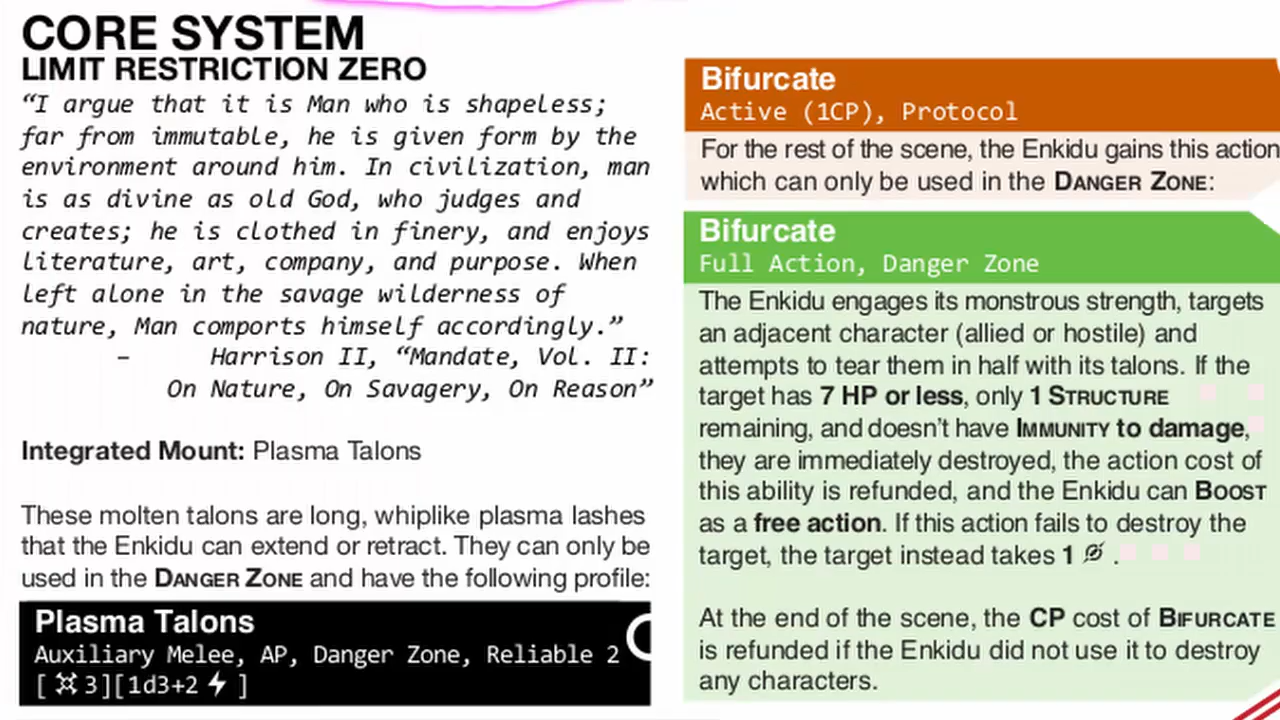 CORE SYSTEM
LIMIT RESTRICTION ZERO
“I argue that it is Man who is shapeless;
far from immutable, he is given form by the
environment around him. In civilization, man
is as divine as old God, who judges and
creates; he is clothed in finery, and enjoys
literature, art, company, and purpose. When
left alone in the savage wilderness of
nature, Man comports himself accordingly.”
– Harrison II, “Mandate, Vol. II:
On Nature, On Savagery, On Reason”
Integrated Mount: Plasma Talons
These molten talons are long, whiplike plasma lashes
that the Enkidu can extend or retract. They can only be
used in the DANGER ZONE and have the following profile:
Plasma Talons
Auxiliary Melee, AP, Danger Zone, Reliable 2
[ 3][1d3+2 ]
Bifurcate
Active (1CP), Protocol
For the rest of the scene, the Enkidu gains this action
which can only be used in the DANGER ZONE:
Bifurcate
Full Action, Danger Zone
The Enkidu engages its monstrous strength, targets
an adjacent character (allied or hostile) and
attempts to tear them in half with its talons. If the
target has 7 HP or less, only 1 STRUCTURE
remaining, and doesn’t have IMMUNITY to damage,
they are immediately destroyed, the action cost of
this ability is refunded, and the Enkidu can BOOST
as a free action. If this action fails to destroy the
target, the target instead takes 1 .
At the end of the scene, the CP cost of BIFURCATE
is refunded if the Enkidu did not use it to destroy
any characters.